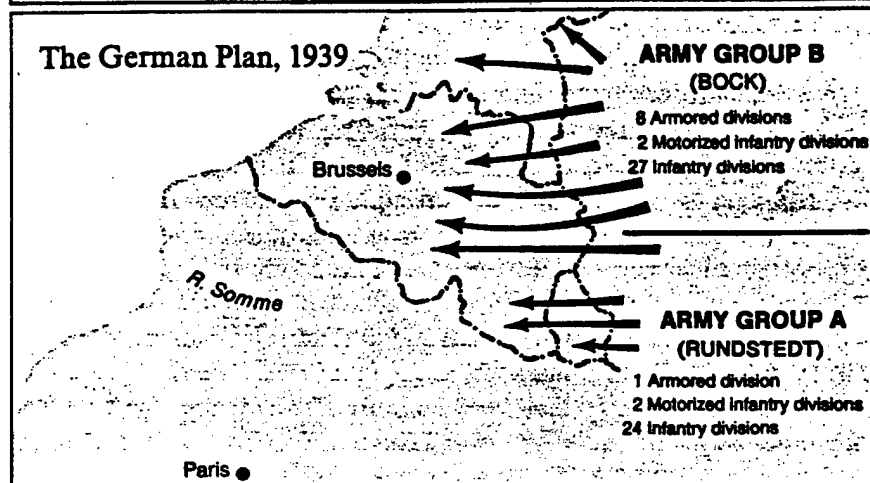 The German Plan, 1939
ARMY GROUP B
(BOCK)
8 Armored divisions
2 Motorized infantry divisions
27 Infantry divisions
Brussels
R. Somme
ARMY GROUP A
(RUNDSTEDT)
1 Armored division
2 Motorized infantry divisions
24 Infantry divisions
Paris